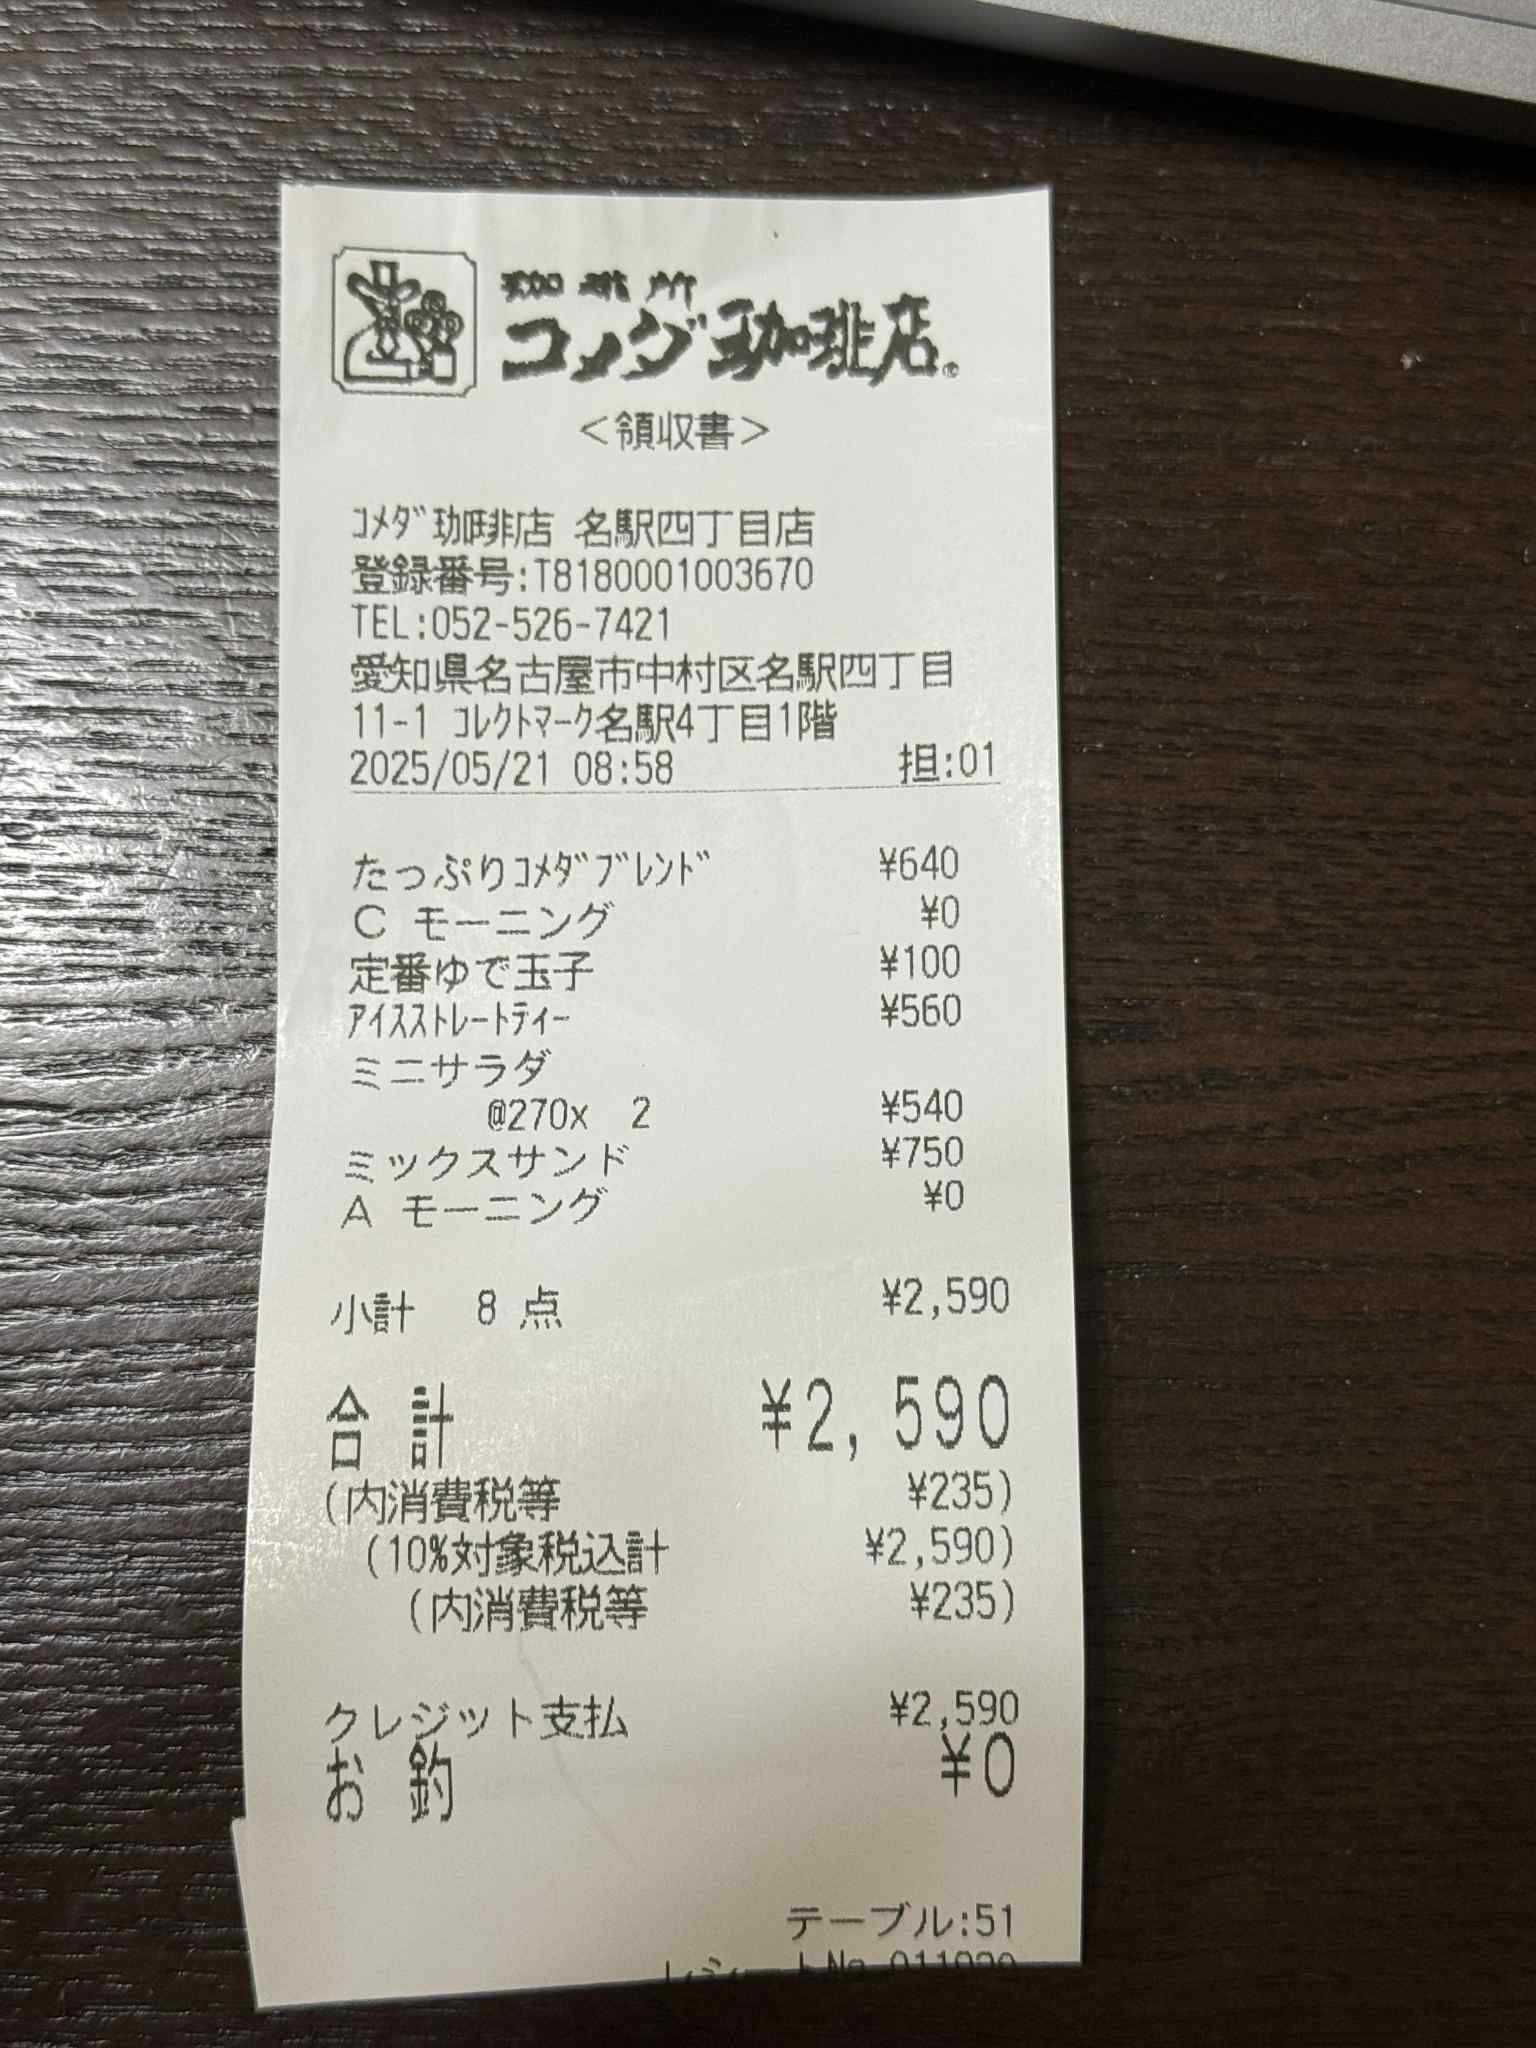 珈琲所
コメダ珈琲店®
<領収書>
ｺﾒﾀﾞ珈琲店 名駅四丁目店
登録番号:T8180001003670
TEL:052-526-7421
愛知県名古屋市中村区名駅四丁目
11-1 ｺﾚｸﾄﾏｰｸ名駅4丁目1階
2025/05/21 08:58 担:01
たっぷりｺﾒﾀﾞﾌﾞﾚﾝﾄﾞ ¥640
C モーニング ¥0
定番ゆで玉子 ¥100
ｱｲｽｽﾄﾚｰﾄﾃｨｰ ¥560
ミニサラダ
@270x 2 ¥540
ミックスサンド ¥750
A モーニング ¥0
小計 8 点 ¥2,590
合 計 ¥2,590
(内消費税等 ¥235)
(10%対象税込計 ¥2,590)
(内消費税等 ¥235)
クレジット支払 ¥2,590
お 釣 ¥0
テーブル:51
レシートNo